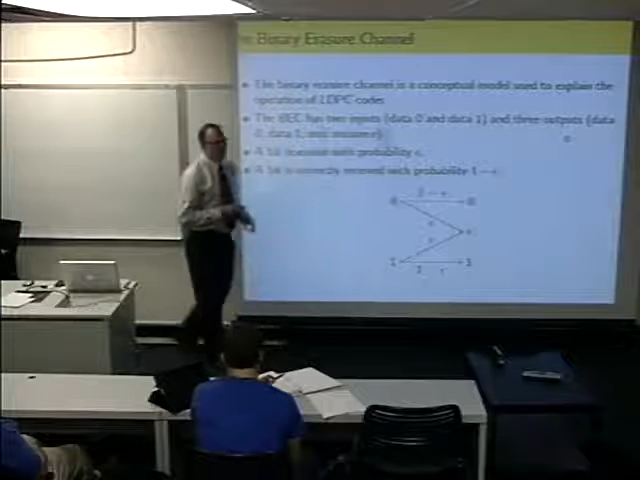 Binary Erasure Channel
The binary erasure channel is a conceptual model used to explain the
operation of LDPC codes
The BEC has two inputs (data 0 and data 1) and three outputs (data
0, data 1, and erasure
A bit is erased with probability
A bit is correctly received with probability 1 −
1 −
0 0
1 1
1